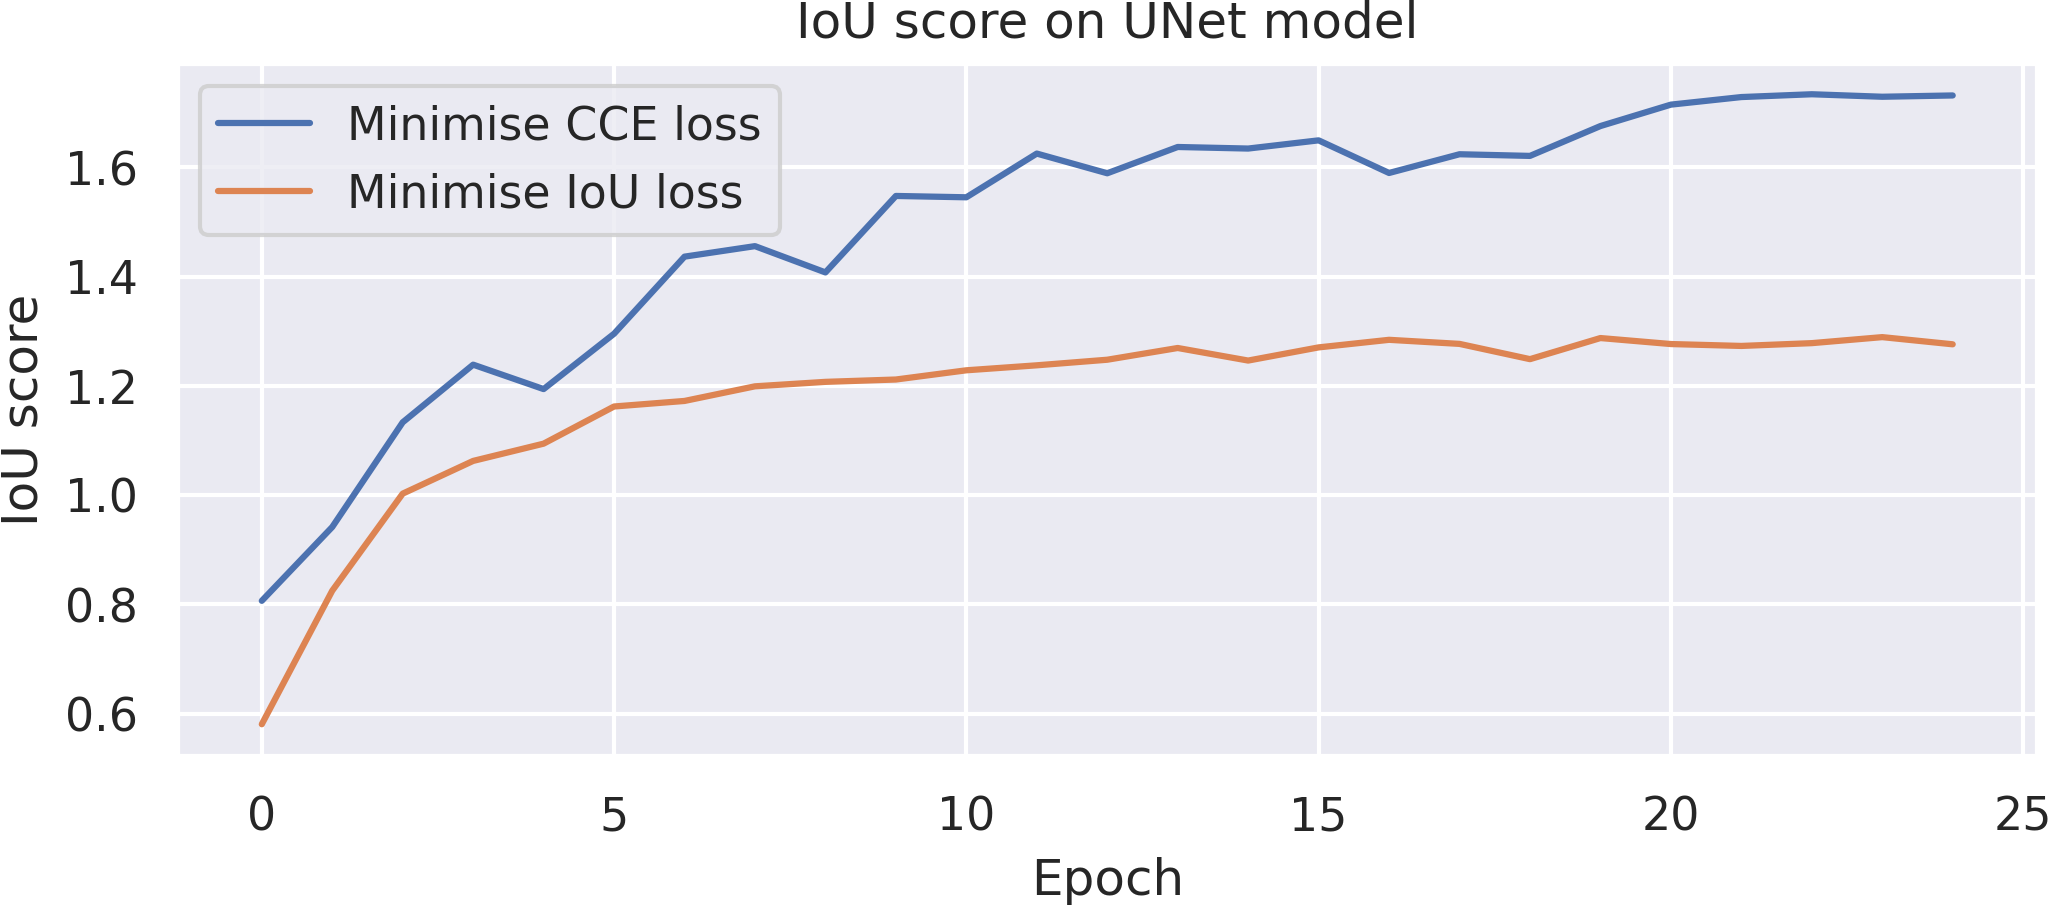 IoU score on UNet model
Minimise CCE loss
Minimise IoU loss
IoU score
1.6
1.4
1.2
1.0
0.8
0.6
0 5 10 15 20 25
Epoch